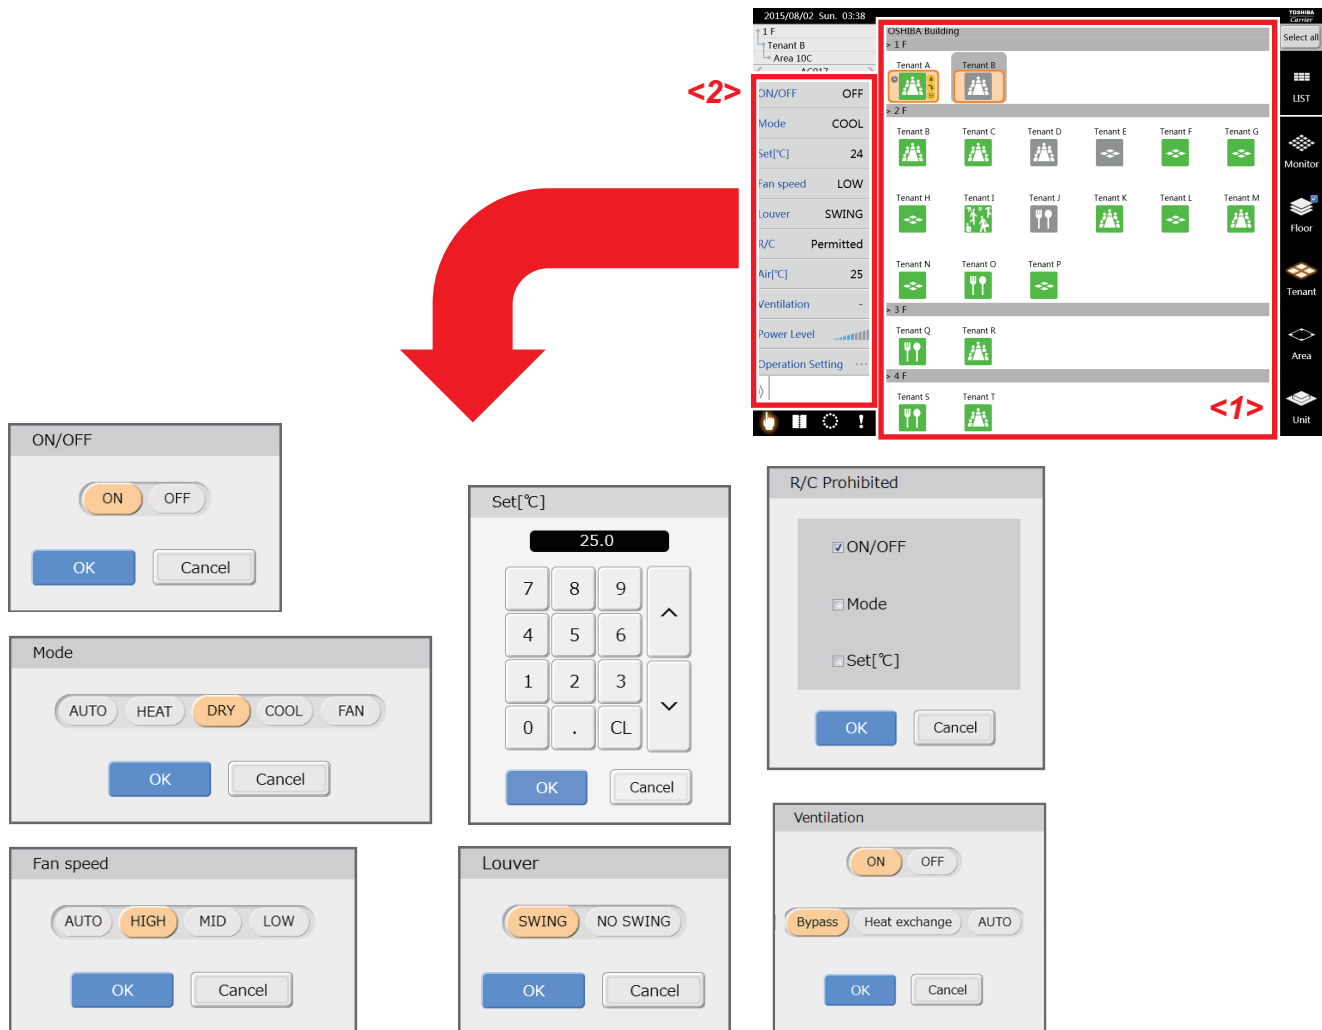 2015/08/02 Sun. 03:38
TOSHIBA
Carrier
1 F
Tenant B
Area 10C
AC017
<2>
ON/OFF OFF
Mode COOL
Set[℃] 24
Fan speed LOW
Louver SWING
R/C Permitted
Air[℃] 25
Ventilation -
Power Level
Operation Setting ···
OSHIBA Building
> 1 F
Tenant A Tenant B
> 2 F
Tenant B Tenant C Tenant D Tenant E Tenant F Tenant G
Tenant H Tenant I Tenant J Tenant K Tenant L Tenant M
Tenant N Tenant O Tenant P
> 3 F
Tenant Q Tenant R
> 4 F
Tenant S Tenant T
<1>
Select all
LIST
Monitor
Floor
Tenant
Area
Unit
ON/OFF
ON OFF
OK Cancel
Mode
AUTO HEAT DRY COOL FAN
OK Cancel
Fan speed
AUTO HIGH MID LOW
OK Cancel
Set[℃]
25.0
7 8 9
4 5 6
1 2 3
0 . CL
OK Cancel
Louver
SWING NO SWING
OK Cancel
R/C Prohibited
ON/OFF
Mode
Set[℃]
OK Cancel
Ventilation
ON OFF
Bypass Heat exchange AUTO
OK Cancel